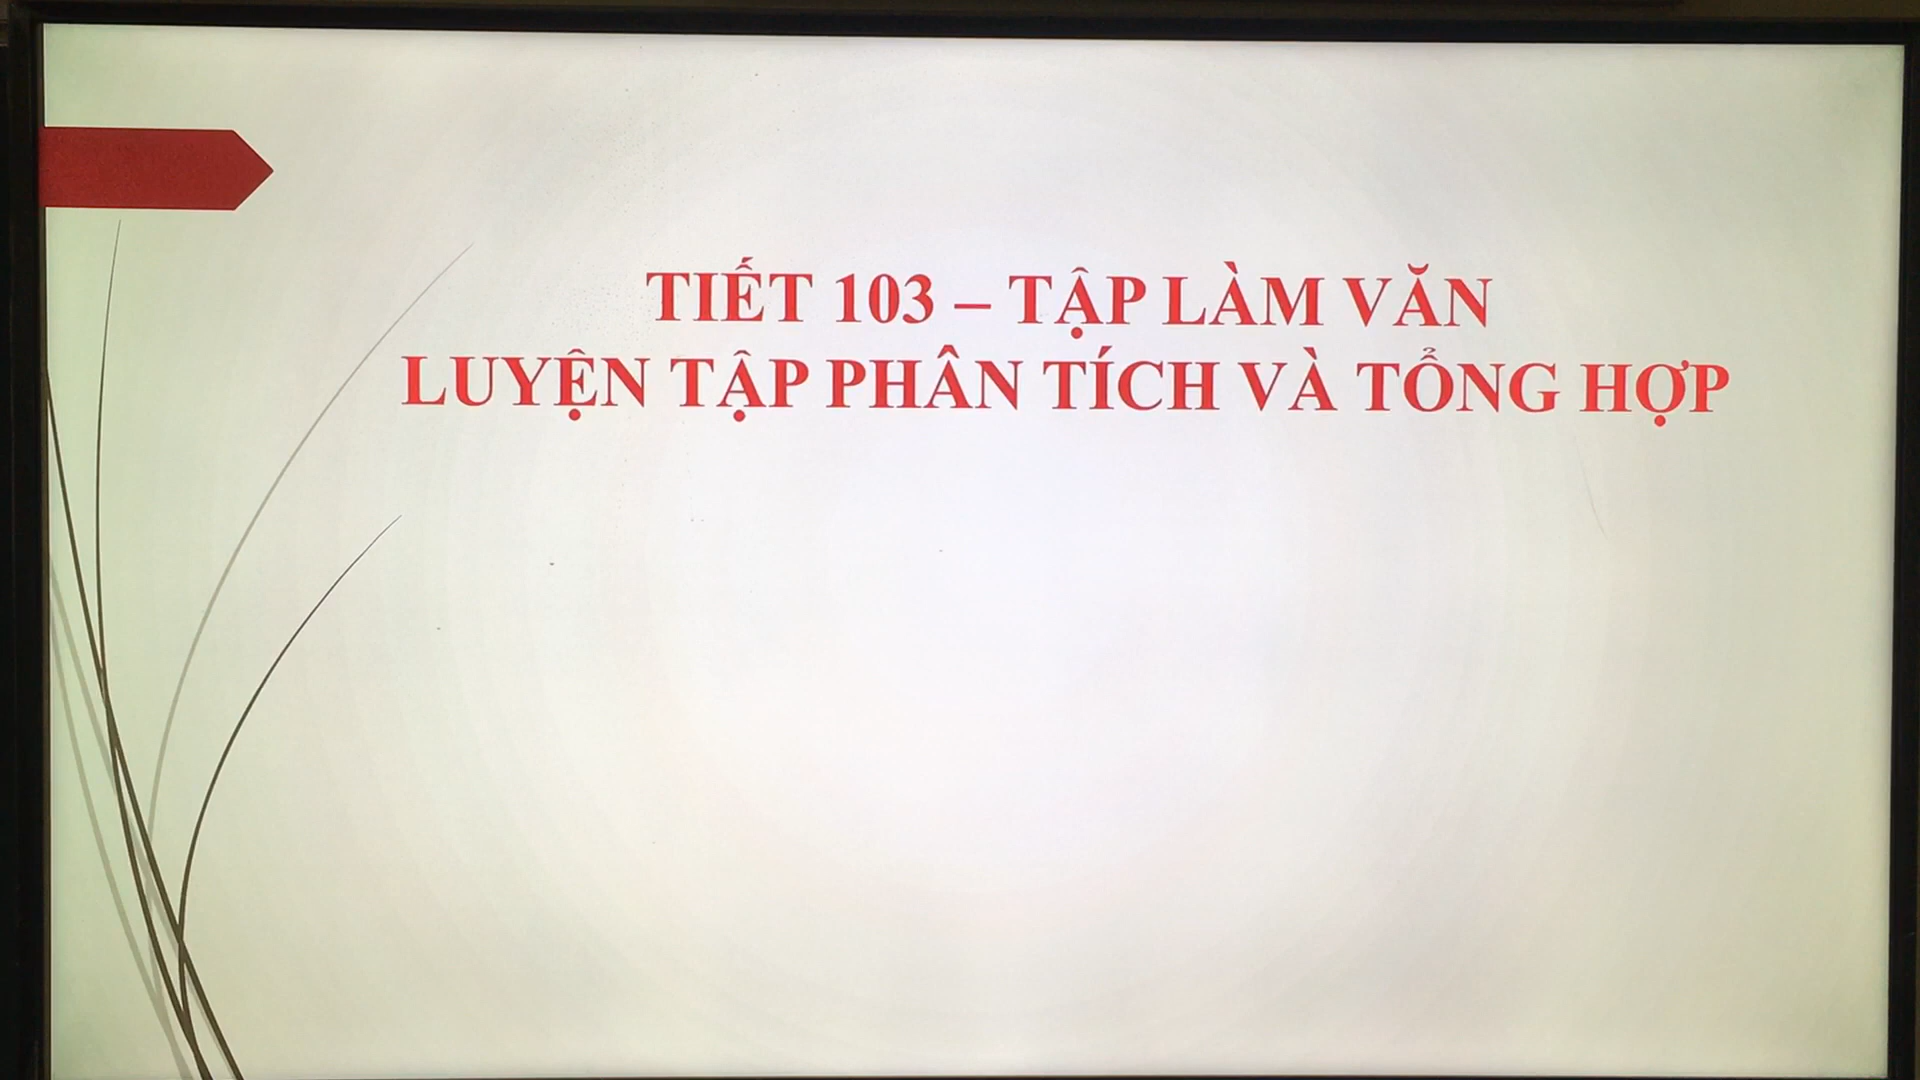 TIẾT 103 – TẬP LÀM VĂN
LUYỆN TẬP PHÂN TÍCH VÀ TỔNG HỢP